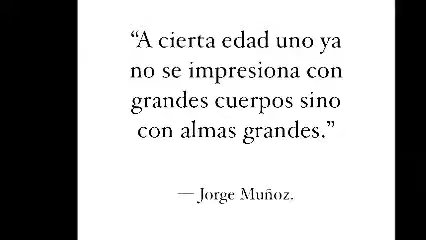 “A cierta edad uno ya
no se impresiona con
grandes cuerpos sino
con almas grandes.”
— Jorge Muñoz.